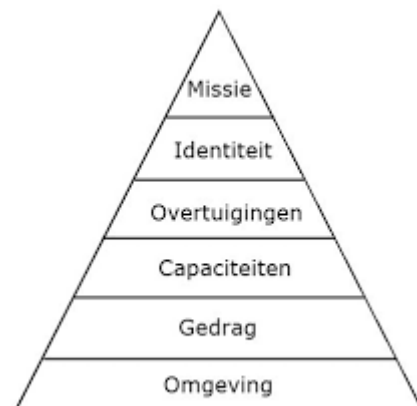 Missie
Identiteit
Overtuigingen
Capaciteiten
Gedrag
Omgeving